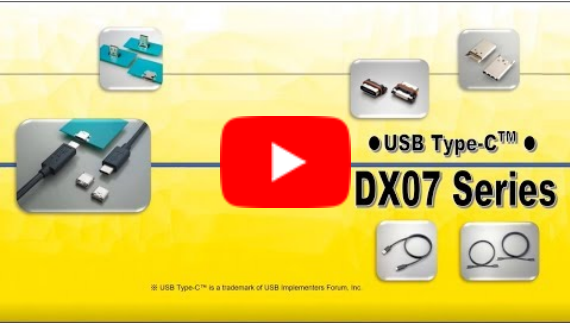 ●USB Type-C™ ●
DX07 Series
※ USB Type-C™ is a trademark of USB Implementers Forum, Inc.